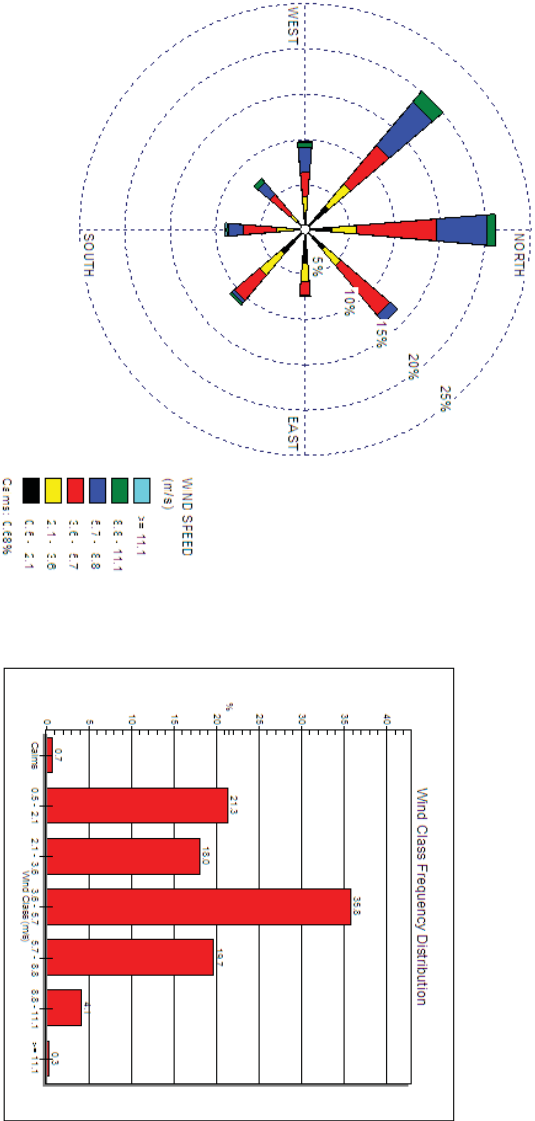 NORTH
WEST
EAST
SOUTH
5%
10%
15%
20%
25%
WIND SPEED
(m/s)
>= 11.1
8.8 - 11.1
5.7 - 8.8
3.6 - 5.7
2.1 - 3.6
0.5 - 2.1
Calms: 0.68%
Wind Class Frequency Distribution
%
40
35
30
25
20
15
10
5
0
0.7
21.3
18.0
35.8
19.7
4.1
0.3
Calms
0.5 - 2.1
2.1 - 3.6
3.6 - 5.7
5.7 - 8.8
8.8 - 11.1
>= 11.1
Wind Class (m/s)